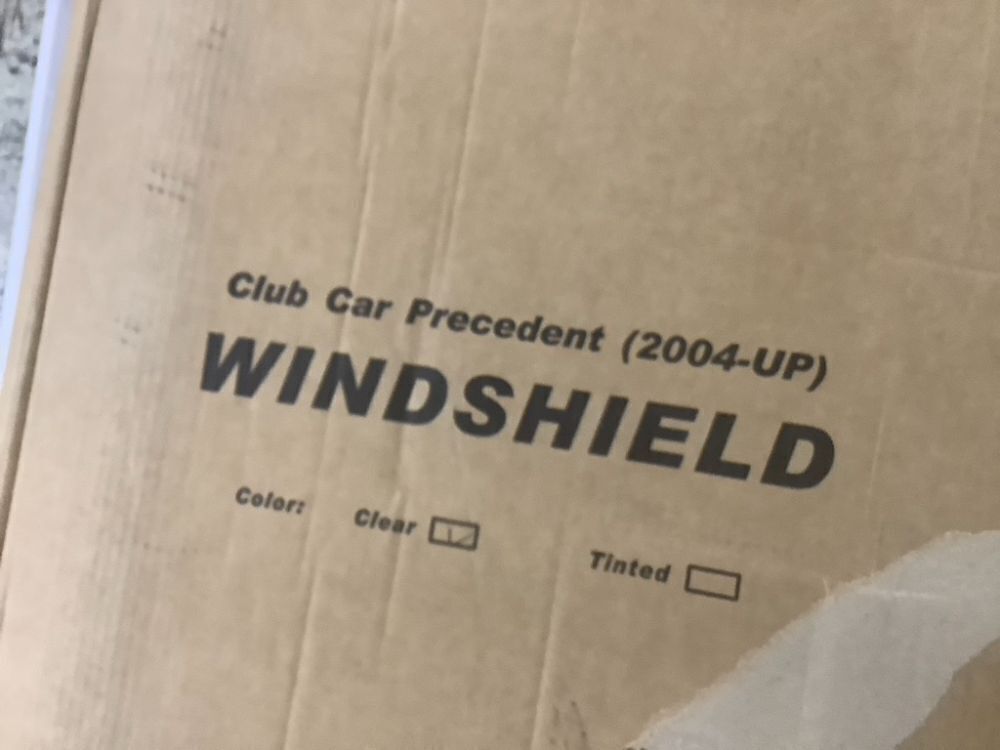 Club Car Precedent (2004-UP)
WINDSHIELD
Color: Clear Tinted